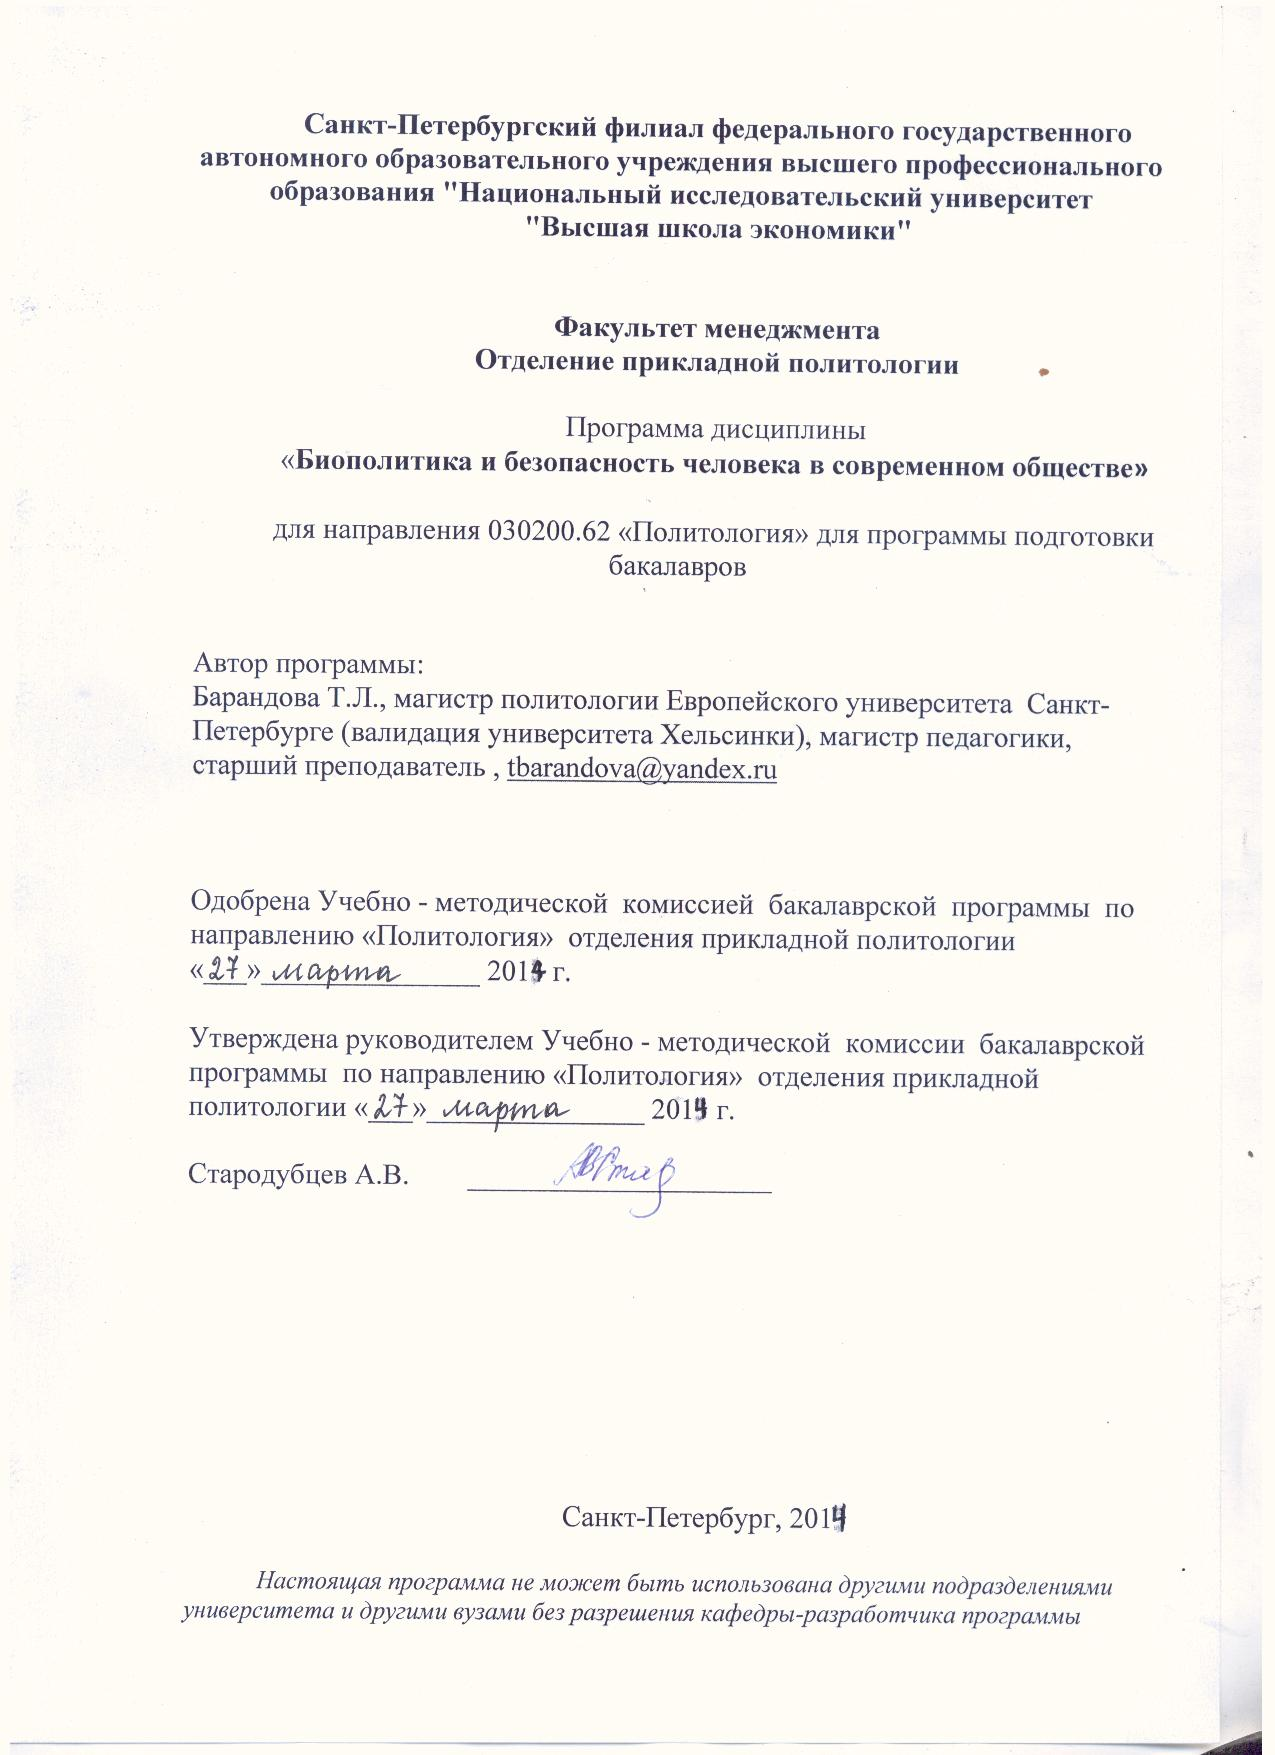 Санкт-Петербургский филиал федерального государственного
автономного образовательного учреждения высшего профессионального
образования "Национальный исследовательский университет
"Высшая школа экономики"
Факультет менеджмента
Отделение прикладной политологии
Программа дисциплины
«Биополитика и безопасность человека в современном обществе»
для направления 030200.62 «Политология» для программы подготовки
бакалавров
Автор программы:
Барандова Т.Л., магистр политологии Европейского университета Санкт-
Петербурге (валидация университета Хельсинки), магистр педагогики,
старший преподаватель , tbarandova@yandex.ru
Одобрена Учебно - методической комиссией бакалаврской программы по
направлению «Политология» отделения прикладной политологии
«27» марта 2014 г.
Утверждена руководителем Учебно - методической комиссии бакалаврской
программы по направлению «Политология» отделения прикладной
политологии «27» марта 2014 г.
Стародубцев А.В.
Санкт-Петербург, 2014
Настоящая программа не может быть использована другими подразделениями
университета и другими вузами без разрешения кафедры-разработчика программы